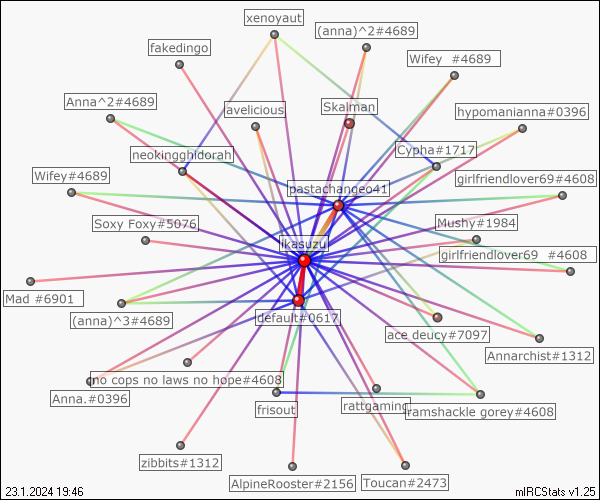 xenoyaut
(anna)^2#4689
fakedingo
Wifey #4689
Anna^2#4689
avelicious
Skalman
hypomanianna#0396
neokingghidorah
Cypha#1717
Wifey#4689
pastachangeo41
girlfriendlover69#4608
Soxy Foxy#5076
Mushy#1984
ikasuzu
girlfriendlover69 #4608
Mad #6901
(anna)^3#4689
default#0617
ace deucy#7097
Annarchist#1312
no cops no laws no hope#4608
Anna.#0396
frisout
rattgaming
ramshackle gorey#4608
zibbits#1312
AlpineRooster#2156
Toucan#2473
23.1.2024 19:46
mIRCStats v1.25